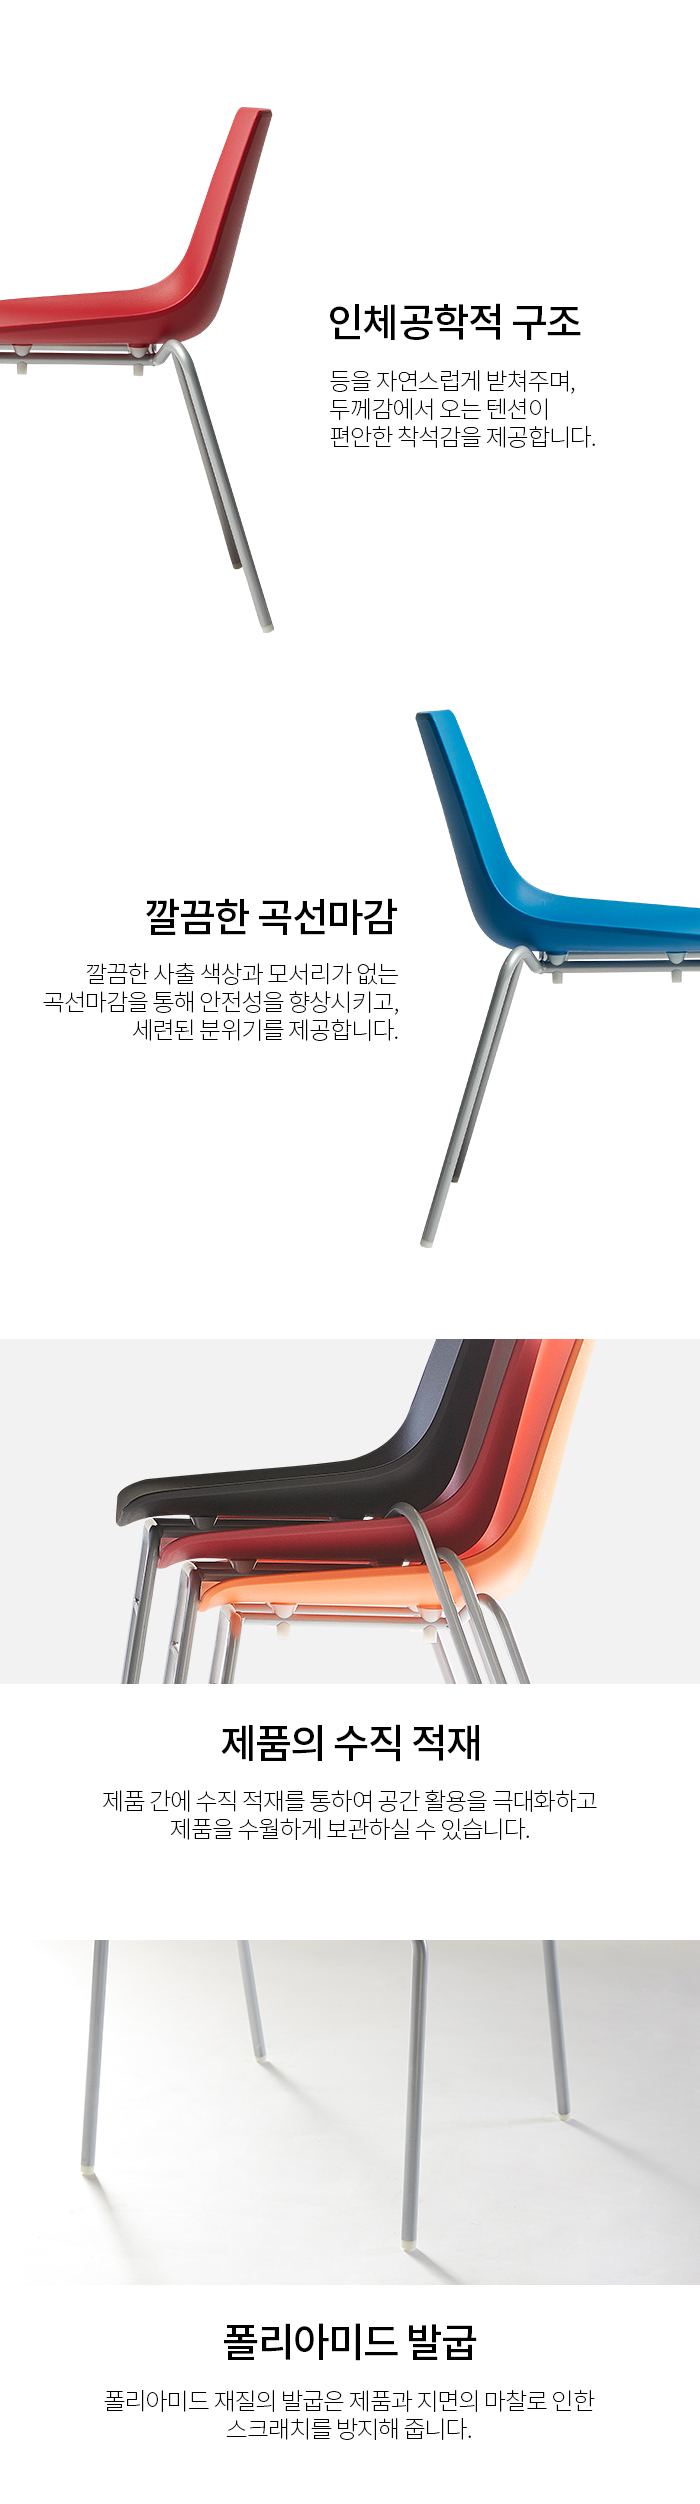 인체공학적 구조
등을 자연스럽게 받쳐주며,
두께감에서 오는 텐션이
편안한 착석감을 제공합니다.
깔끔한 곡선마감
깔끔한 사출 색상과 모서리가 없는
곡선마감을 통해 안전성을 향상시키고,
세련된 분위기를 제공합니다.
제품의 수직 적재
제품 간에 수직 적재를 통하여 공간 활용을 극대화하고
제품을 수월하게 보관하실 수 있습니다.
폴리아미드 발굽
폴리아미드 재질의 발굽은 제품과 지면의 마찰로 인한
스크래치를 방지해 줍니다.